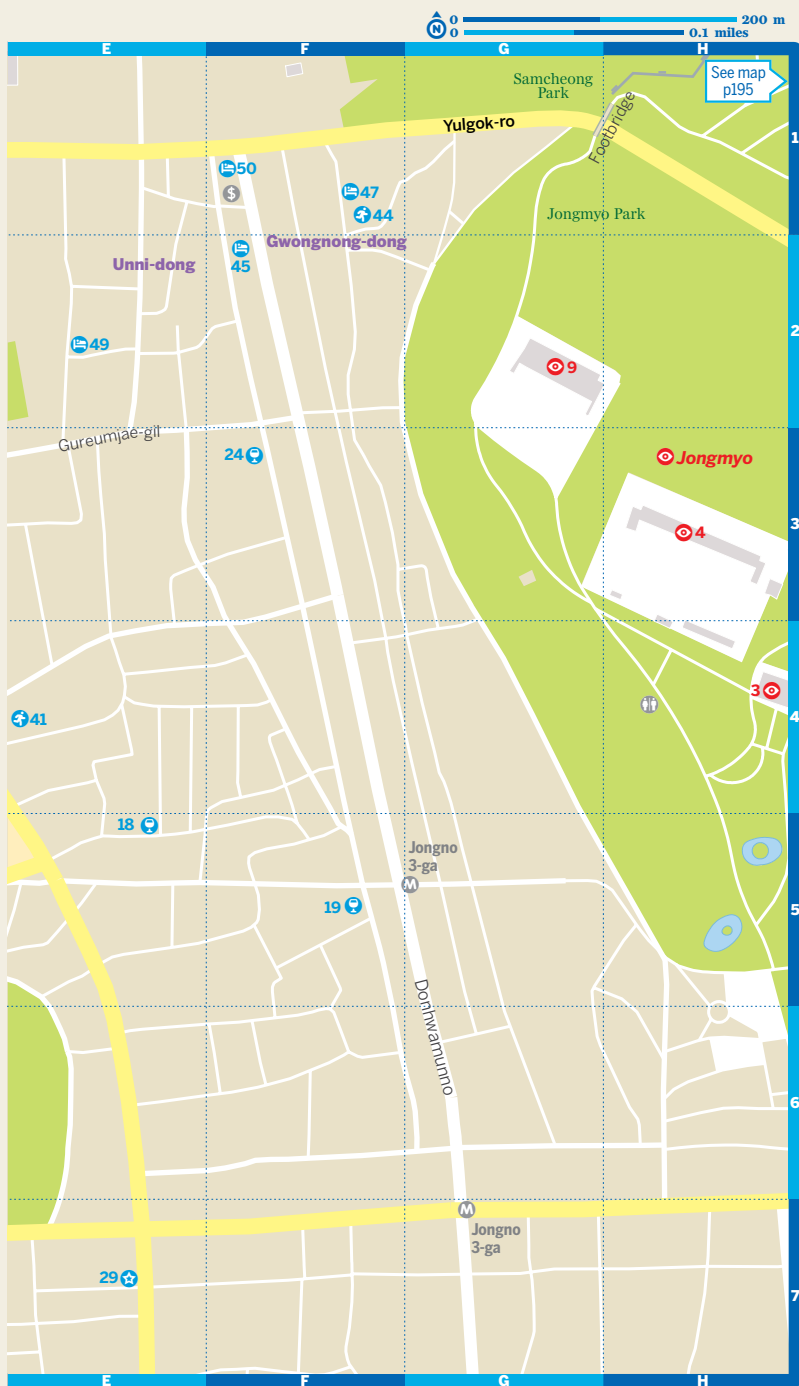 0 200 m
N 0 0.1 miles
E F G H
Samcheong
Park
See map
p195
Yulgok-ro
Footbridge
1
50
$
47
44
Jongmyo Park
Gwongnong-dong
Unni-dong
45
2
49
9
Gureumjae-gil
24
Jongmyo
3
4
3
41
4
18
Jongno
3-ga
M
19
5
Donhwamunno
6
M
Jongno
3-ga
29
7
E F G H